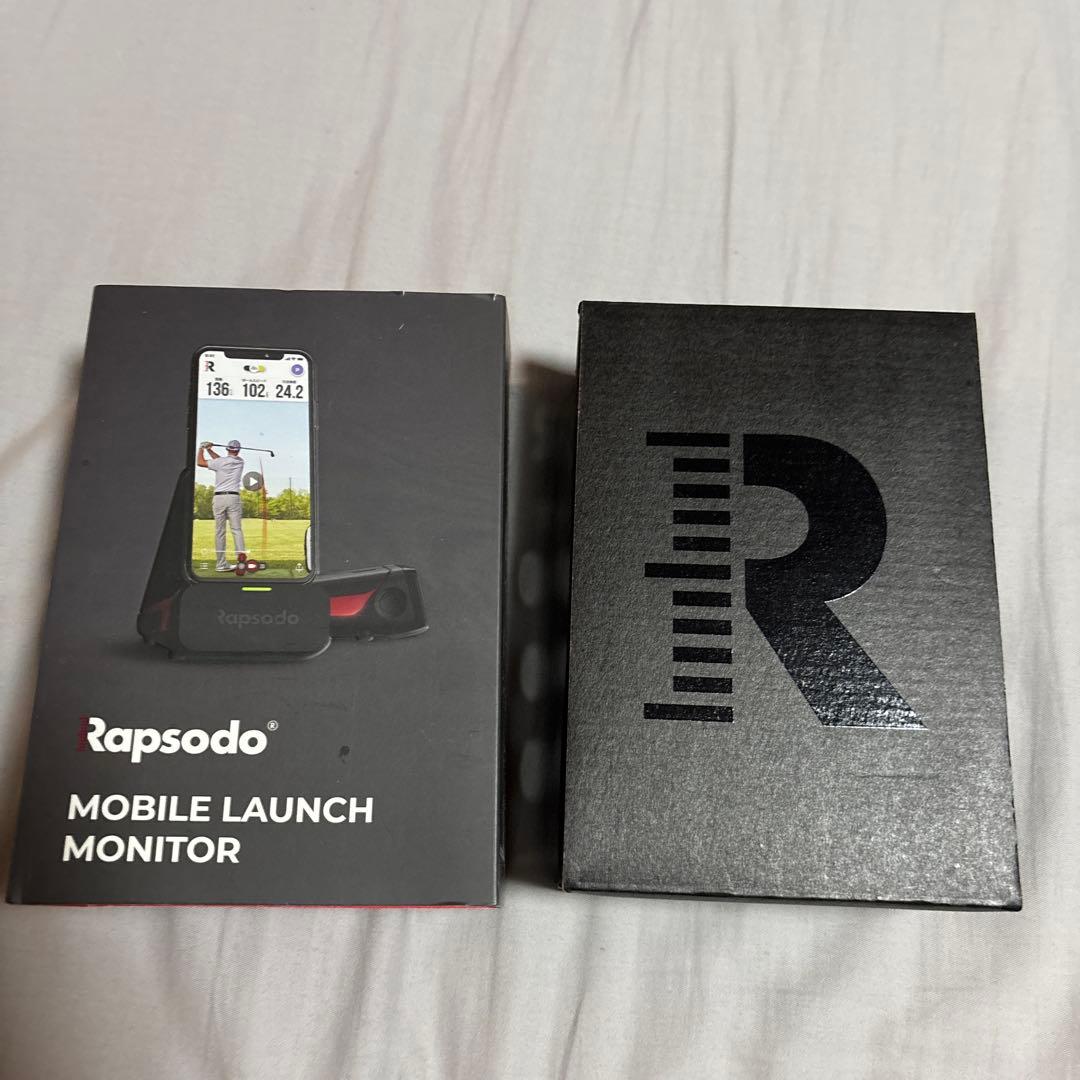 R
136 102 24.2
Rapsodo
Rapsodo®
MOBILE LAUNCH
MONITOR
R